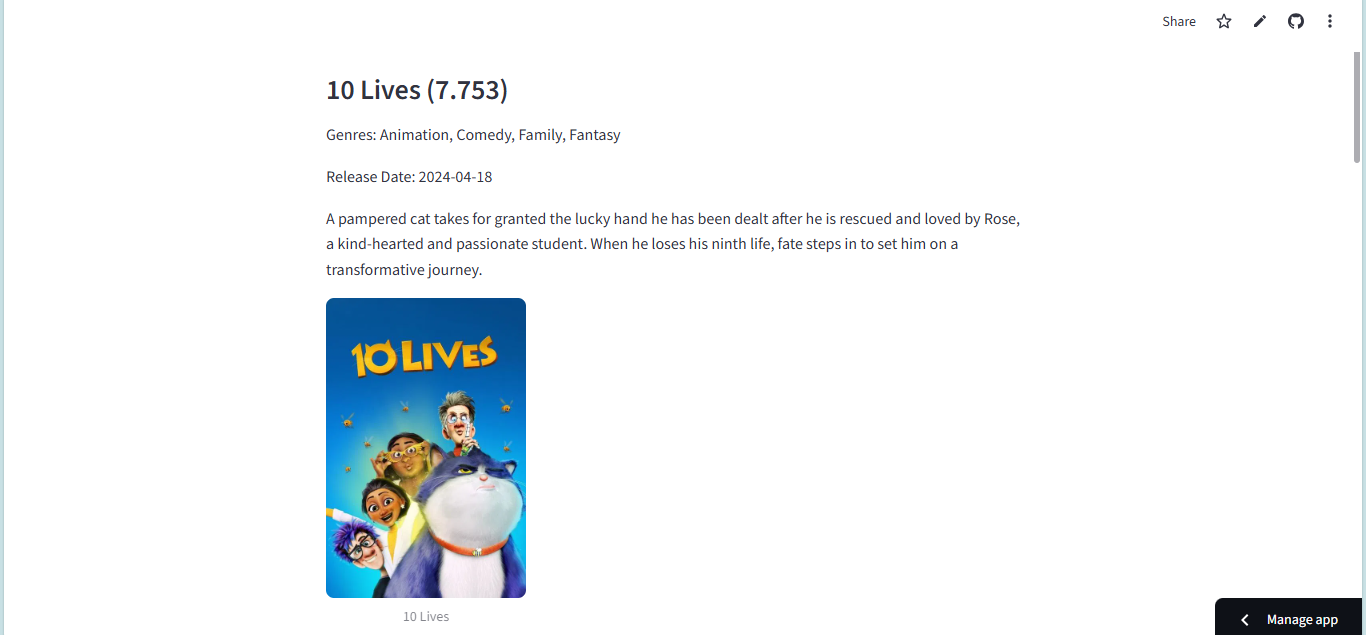 Share
10 Lives (7.753)
Genres: Animation, Comedy, Family, Fantasy
Release Date: 2024-04-18
A pampered cat takes for granted the lucky hand he has been dealt after he is rescued and loved by Rose,
a kind-hearted and passionate student. When he loses his ninth life, fate steps in to set him on a
transformative journey.
10 LIVES
10 Lives
Manage app